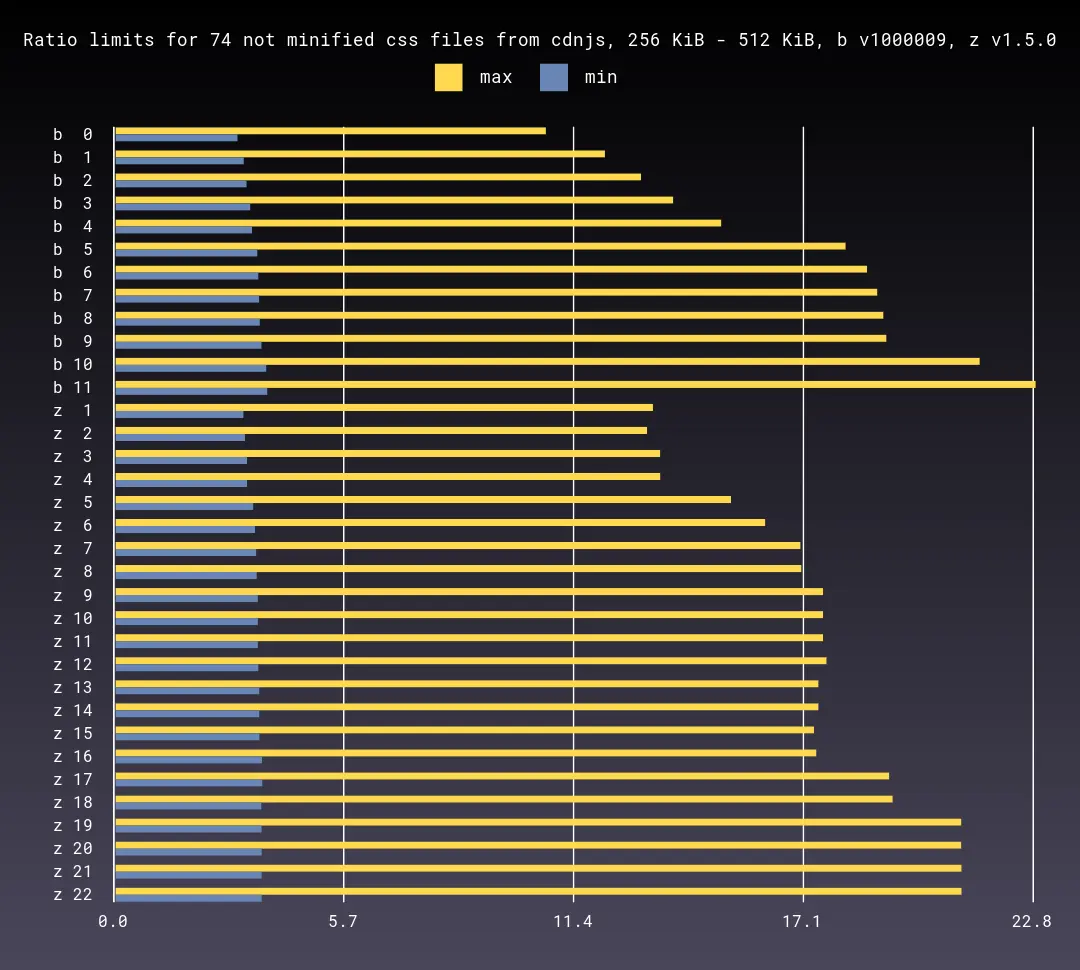 Ratio limits for 74 not minified css files from cdnjs, 256 KiB - 512 KiB, b v1000009, z v1.5.0
max min
b 0
b 1
b 2
b 3
b 4
b 5
b 6
b 7
b 8
b 9
b 10
b 11
z 1
z 2
z 3
z 4
z 5
z 6
z 7
z 8
z 9
z 10
z 11
z 12
z 13
z 14
z 15
z 16
z 17
z 18
z 19
z 20
z 21
z 22
0.0 5.7 11.4 17.1 22.8